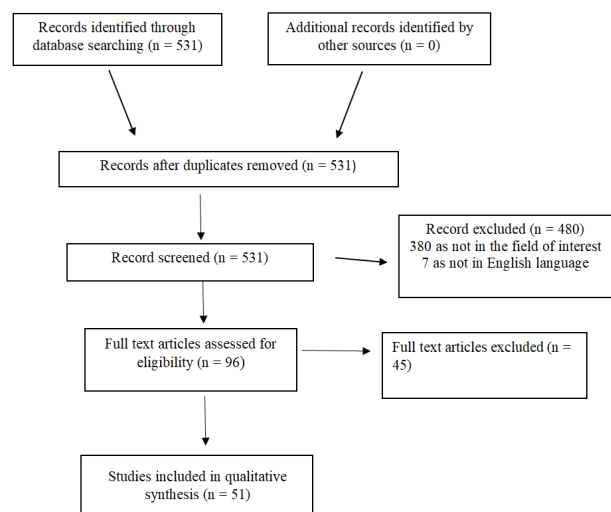 Records identified through
database searching (n = 531)
Additional records identified by
other sources (n = 0)
Records after duplicates removed (n = 531)
Record screened (n = 531)
Record excluded (n = 480)
380 as not in the field of interest
7 as not in English language
Full text articles assessed for
eligibility (n = 96)
Full text articles excluded (n =
45)
Studies included in qualitative
synthesis (n = 51)